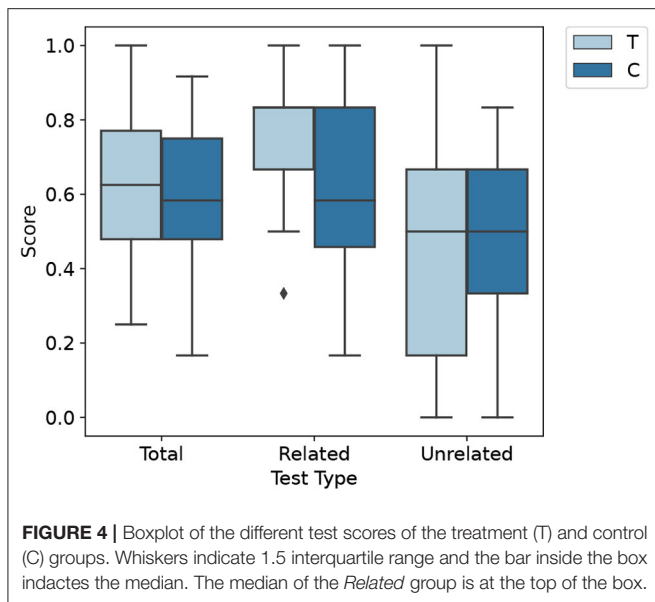 1.0
0.8
0.6
0.4
0.2
0.0
Score
Total
Related
Unrelated
Test Type
T
C
FIGURE 4 | Boxplot of the different test scores of the treatment (T) and control
(C) groups. Whiskers indicate 1.5 interquartile range and the bar inside the box
indactes the median. The median of the Related group is at the top of the box.